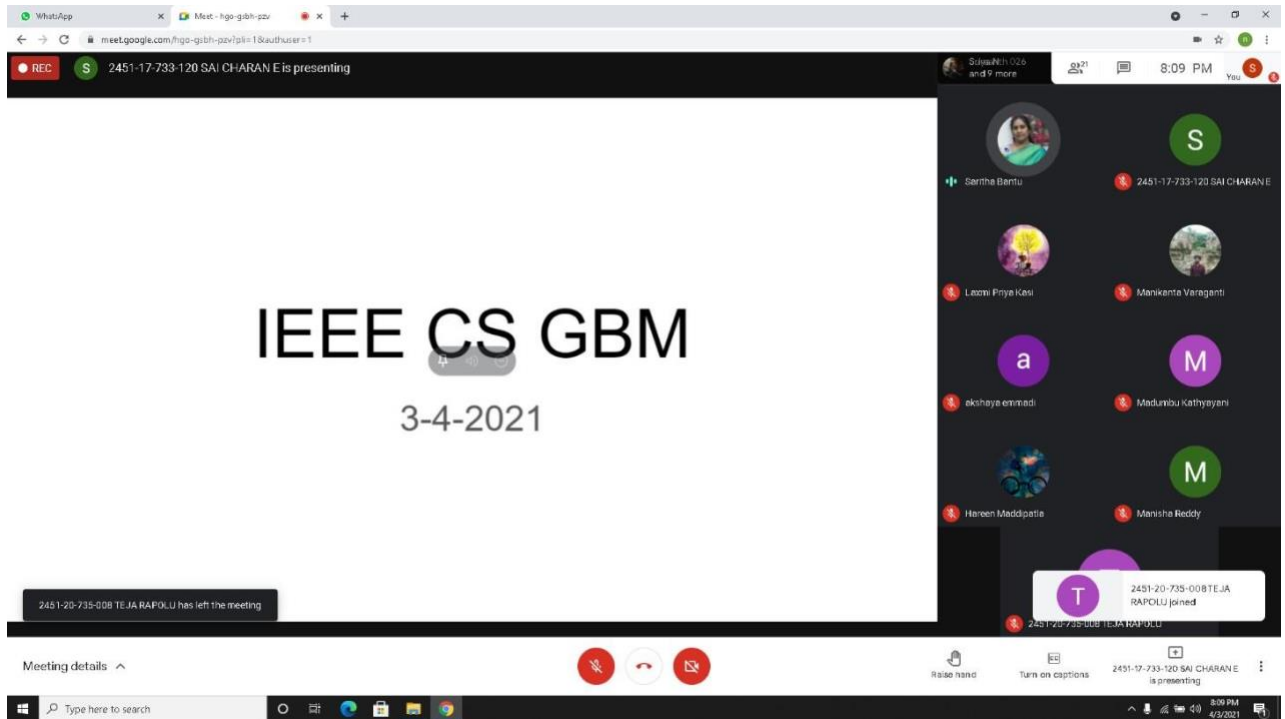 WhatsApp
Meet - hgo-gsbh-pzv
meet.google.com/hgo-gsbh-pzv?pli=1&authuser=1
REC
S
2451-17-733-120 SAI CHARAN E is presenting
and 9 more
21
8:09 PM
You
S
IEEE CS GBM
3-4-2021
Saritha Bantu
S
2451-17-733-120 SAI CHARAN E
Laxmi Priya Kasi
Manikanta Varaganti
a
akshaya emmadi
M
Madumbu Kathyayani
Hareen Maddipatla
M
Manisha Reddy
2451-20-735-008 TEJA RAPOLU has left the meeting
T
2451-20-735-008 TEJA
RAPOLU joined
2451-20-735-008 TEJA RAPOLU
Meeting details
Raise hand
Turn on captions
2451-17-733-120 SAI CHARAN E
is presenting
Type here to search
8:09 PM
4/3/2021